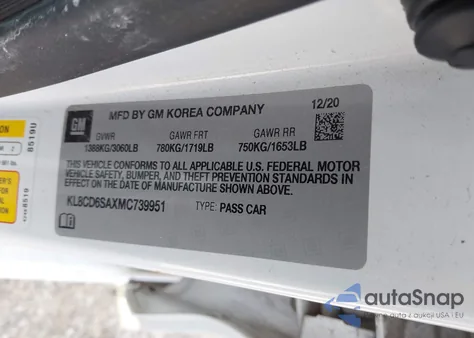 GM
MFD BY GM KOREA COMPANY
12/20
GVWR GAWR FRT GAWR RR
1388KG/3060LB 780KG/1719LB 750KG/1653LB
THIS VEHICLE CONFORMS TO ALL APPLICABLE U.S. FEDERAL MOTOR
VEHICLE SAFETY, BUMPER, AND THEFT PREVENTION STANDARDS IN
EFFECT ON THE DATE OF MANUFACTURE SHOWN ABOVE.
KL8CD6SAXMC739951 TYPE: PASS CAR
8519U
autoSnap